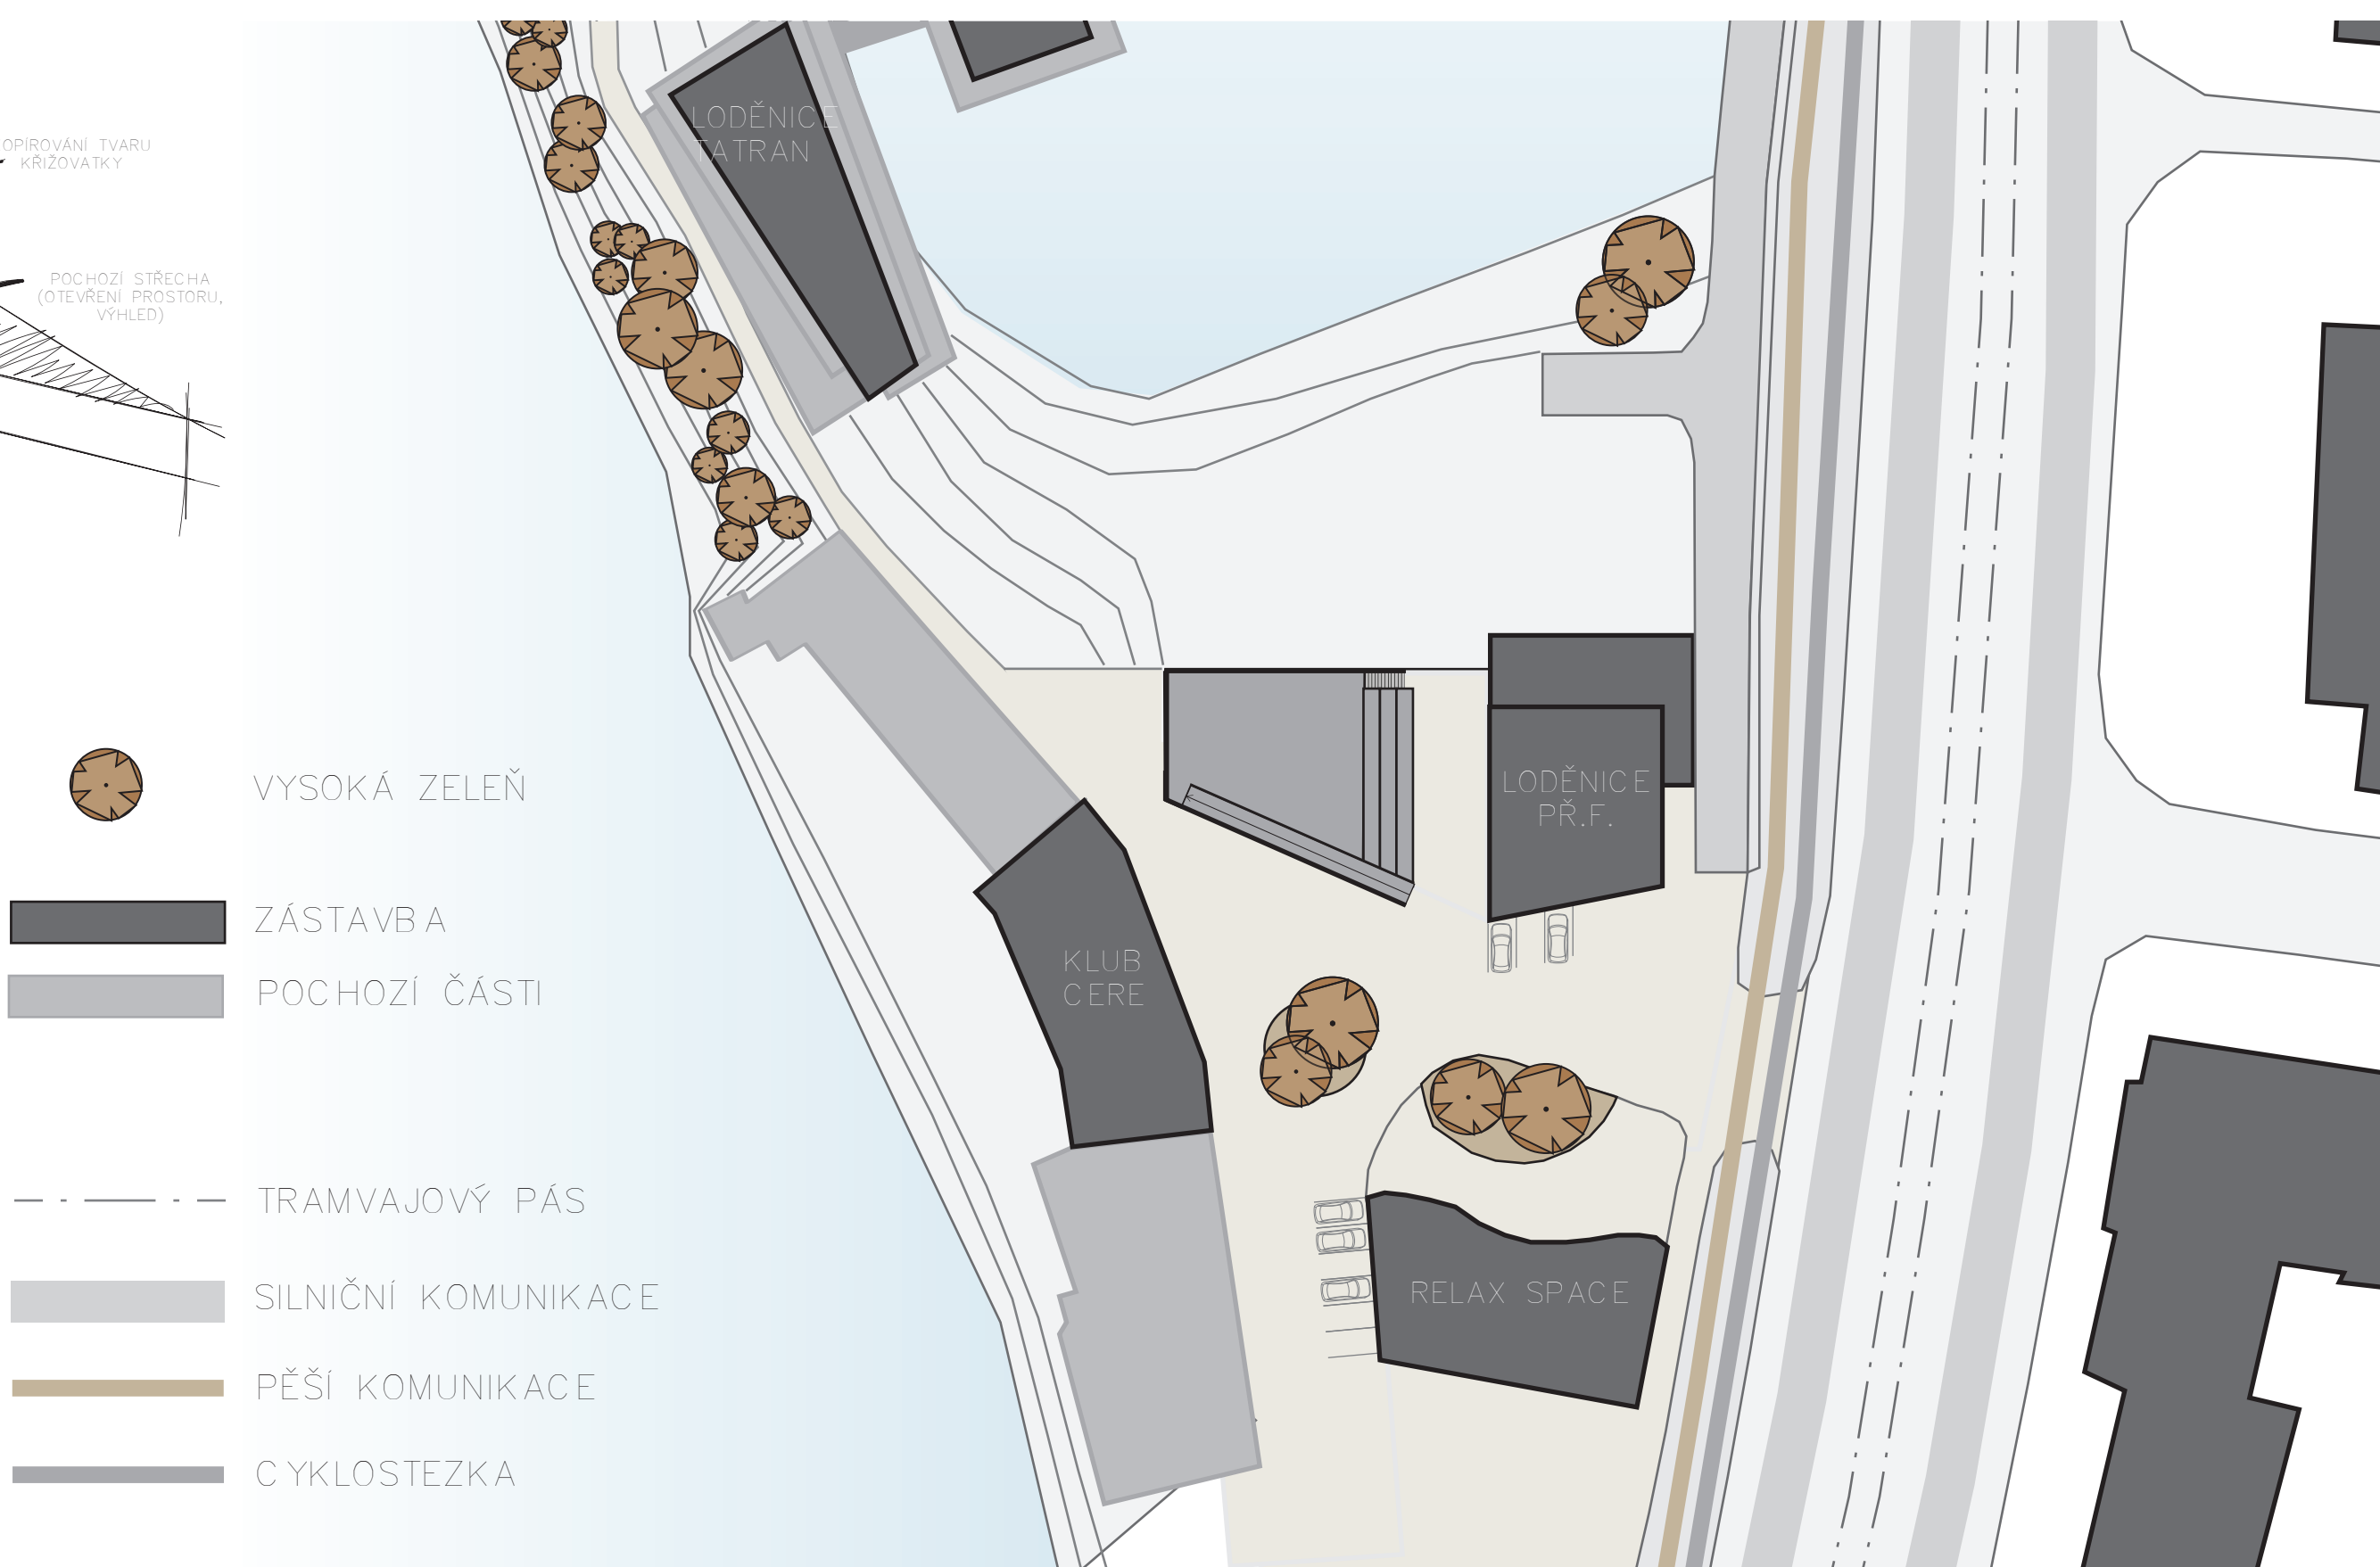 OPÍROVÁNÍ TVARU
KŘIŽOVATKY
POCHOZÍ STŘECHA
(OTEVŘENÍ PROSTORU,
VÝHLED)
LODĚNICE
TATRAN
VYSOKÁ ZELEŇ
ZÁSTAVBA
POCHOZÍ ČÁSTI
TRAMVAJOVÝ PÁS
SILNIČNÍ KOMUNIKACE
PĚŠÍ KOMUNIKACE
CYKLOSTEZKA
LODĚNICE
PŘ.F.
KLUB
CERE
RELAX SPACE